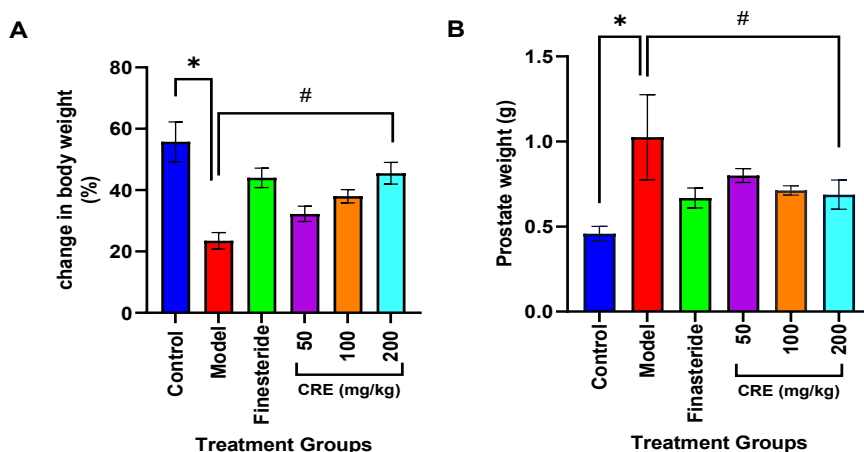 A
change in body weight
(%)
80
60
40
20
0
*
#
Control
Model
Finesteride
50
100
200
CRE (mg/kg)
Treatment Groups
B
Prostate weight (g)
1.5
1.0
0.5
0.0
*
#
Control
Model
Finasteride
50
100
200
CRE (mg/kg)
Treatment Groups